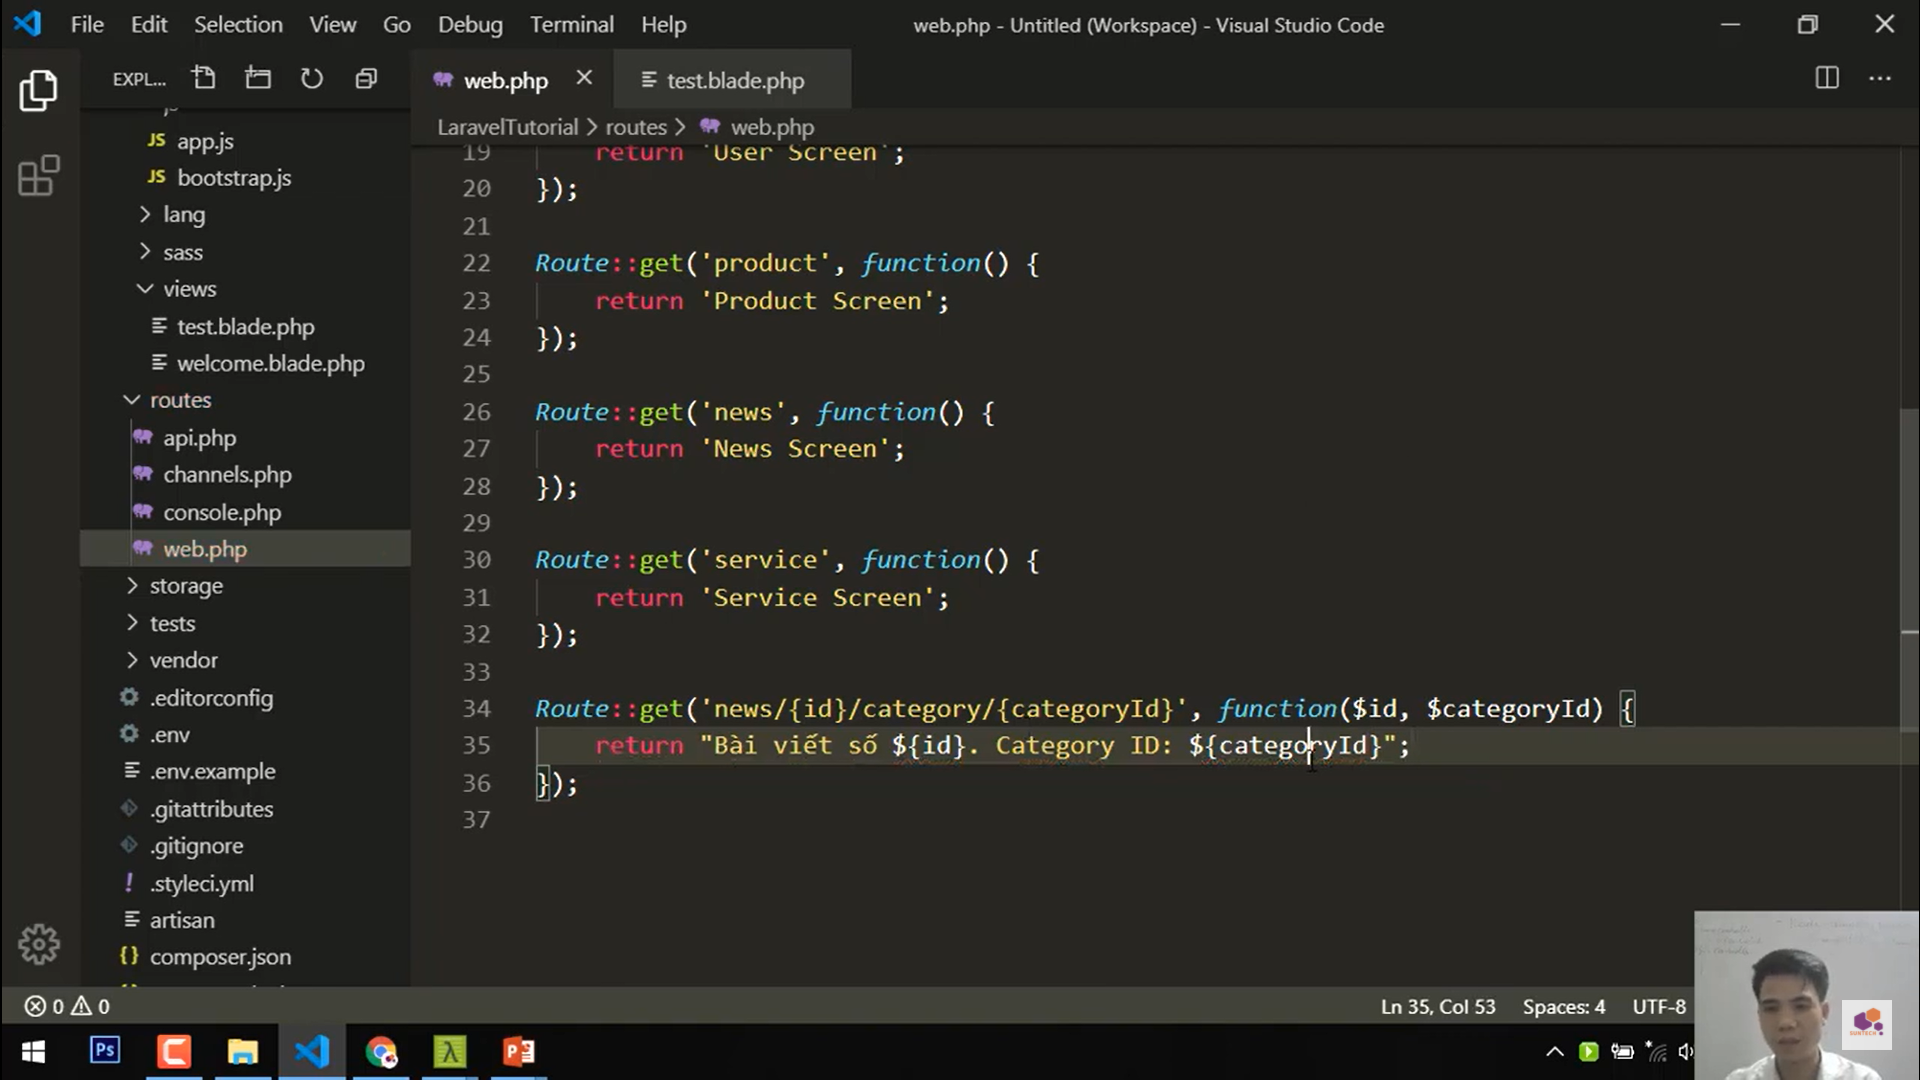 File Edit Selection View Go Debug Terminal Help
web.php - Untitled (Workspace) - Visual Studio Code
EXPL...
web.php
test.blade.php
LaravelTutorial > routes > web.php
js
JS app.js
JS bootstrap.js
lang
sass
views
test.blade.php
welcome.blade.php
routes
api.php
channels.php
console.php
web.php
storage
tests
vendor
.editorconfig
.env
.env.example
.gitattributes
.gitignore
! .styleci.yml
artisan
{} composer.json
19 return 'User Screen';
20 });
21
22 Route::get('product', function() {
23 return 'Product Screen';
24 });
25
26 Route::get('news', function() {
27 return 'News Screen';
28 });
29
30 Route::get('service', function() {
31 return 'Service Screen';
32 });
33
34 Route::get('news/{id}/category/{categoryId}', function($id, $categoryId) {
35 return "Bài viết số ${id}. Category ID: ${categoryId}";
36 });
37
0 0
Ln 35, Col 53 Spaces: 4 UTF-8
Ps
SUNTECH